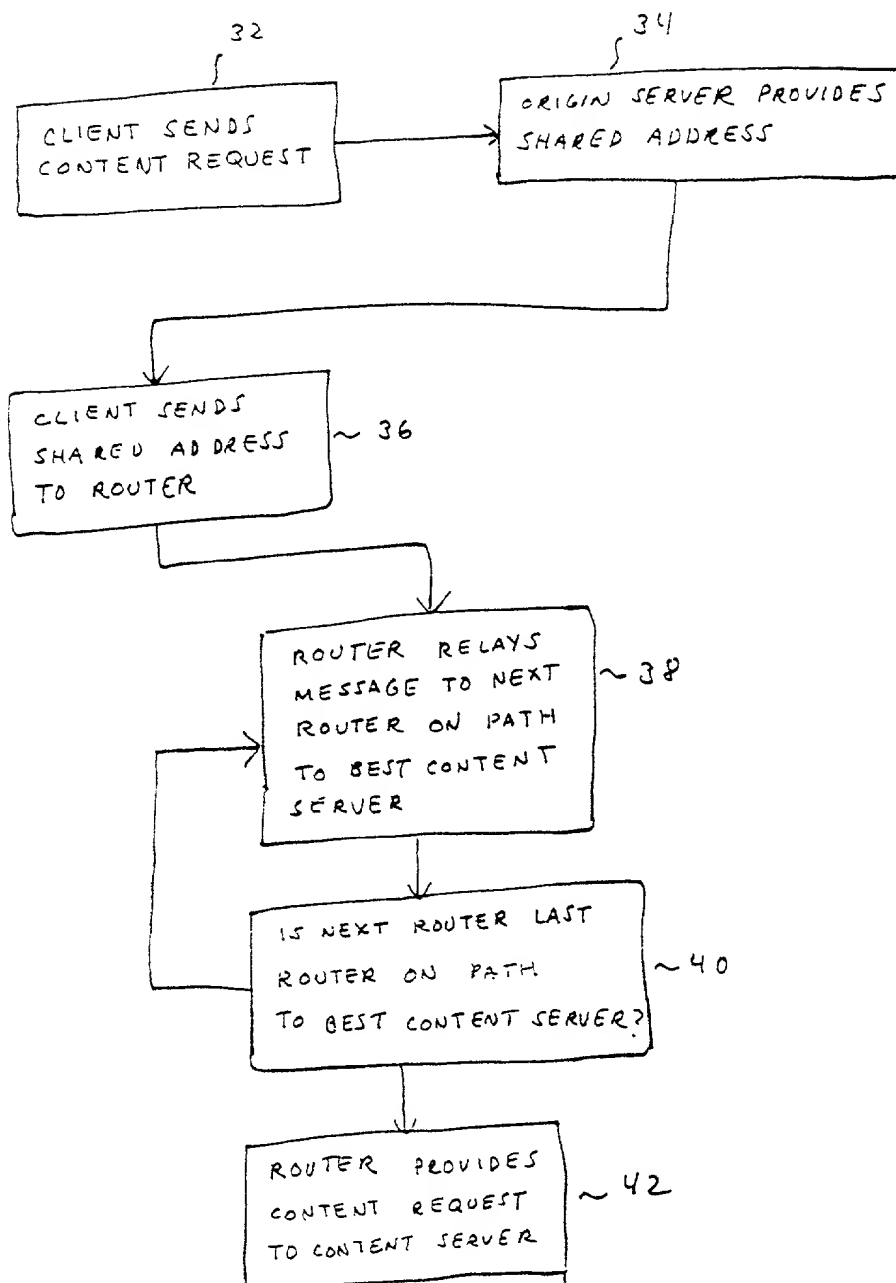 32
34
CLIENT SENDS
CONTENT REQUEST
ORIGIN SERVER PROVIDES
SHARED ADDRESS
CLIENT SENDS
SHARED ADDRESS
TO ROUTER
~ 36
ROUTER RELAYS
MESSAGE TO NEXT
ROUTER ON PATH
TO BEST CONTENT
SERVER
~ 38
IS NEXT ROUTER LAST
ROUTER ON PATH
TO BEST CONTENT SERVER?
~ 40
ROUTER PROVIDES
CONTENT REQUEST
TO CONTENT SERVER
~ 42